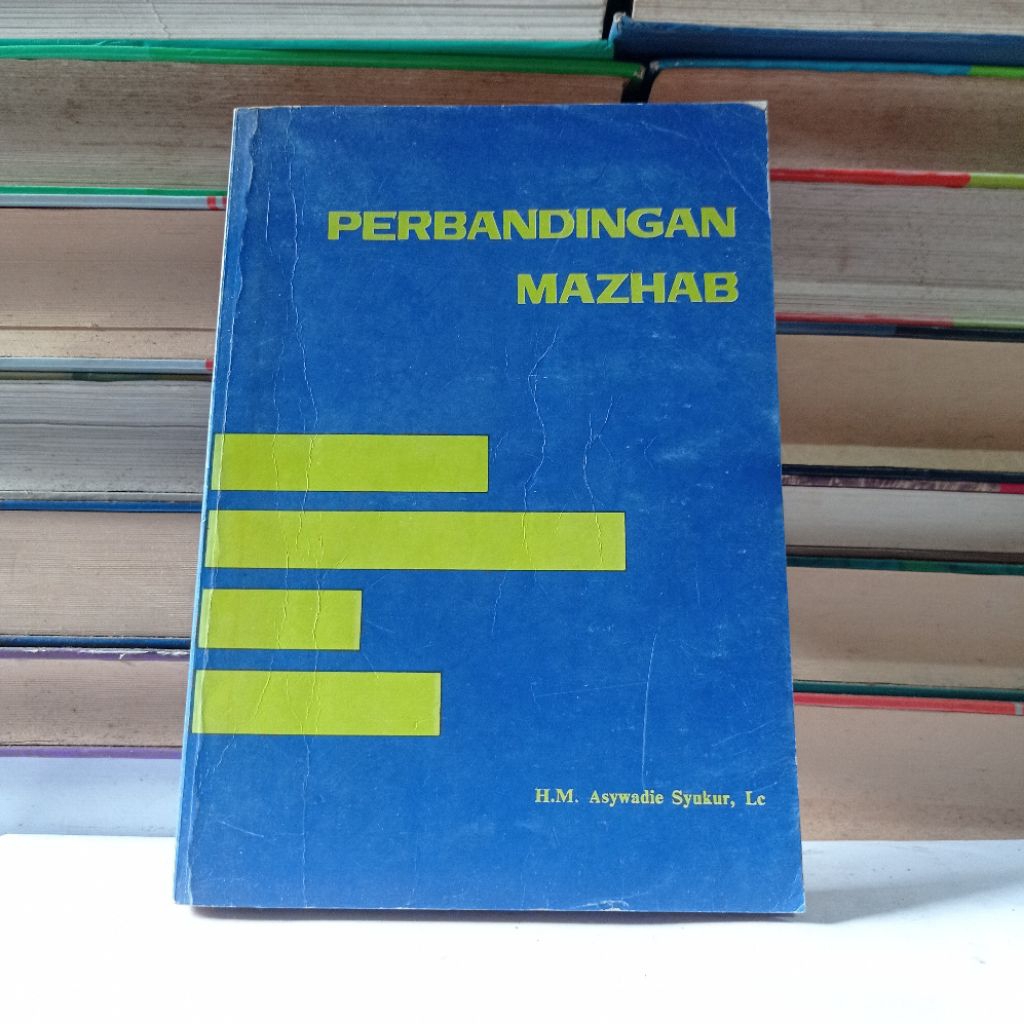 PERBANDINGAN
MAZHAB
H.M. Asywadie Syukur, Lc